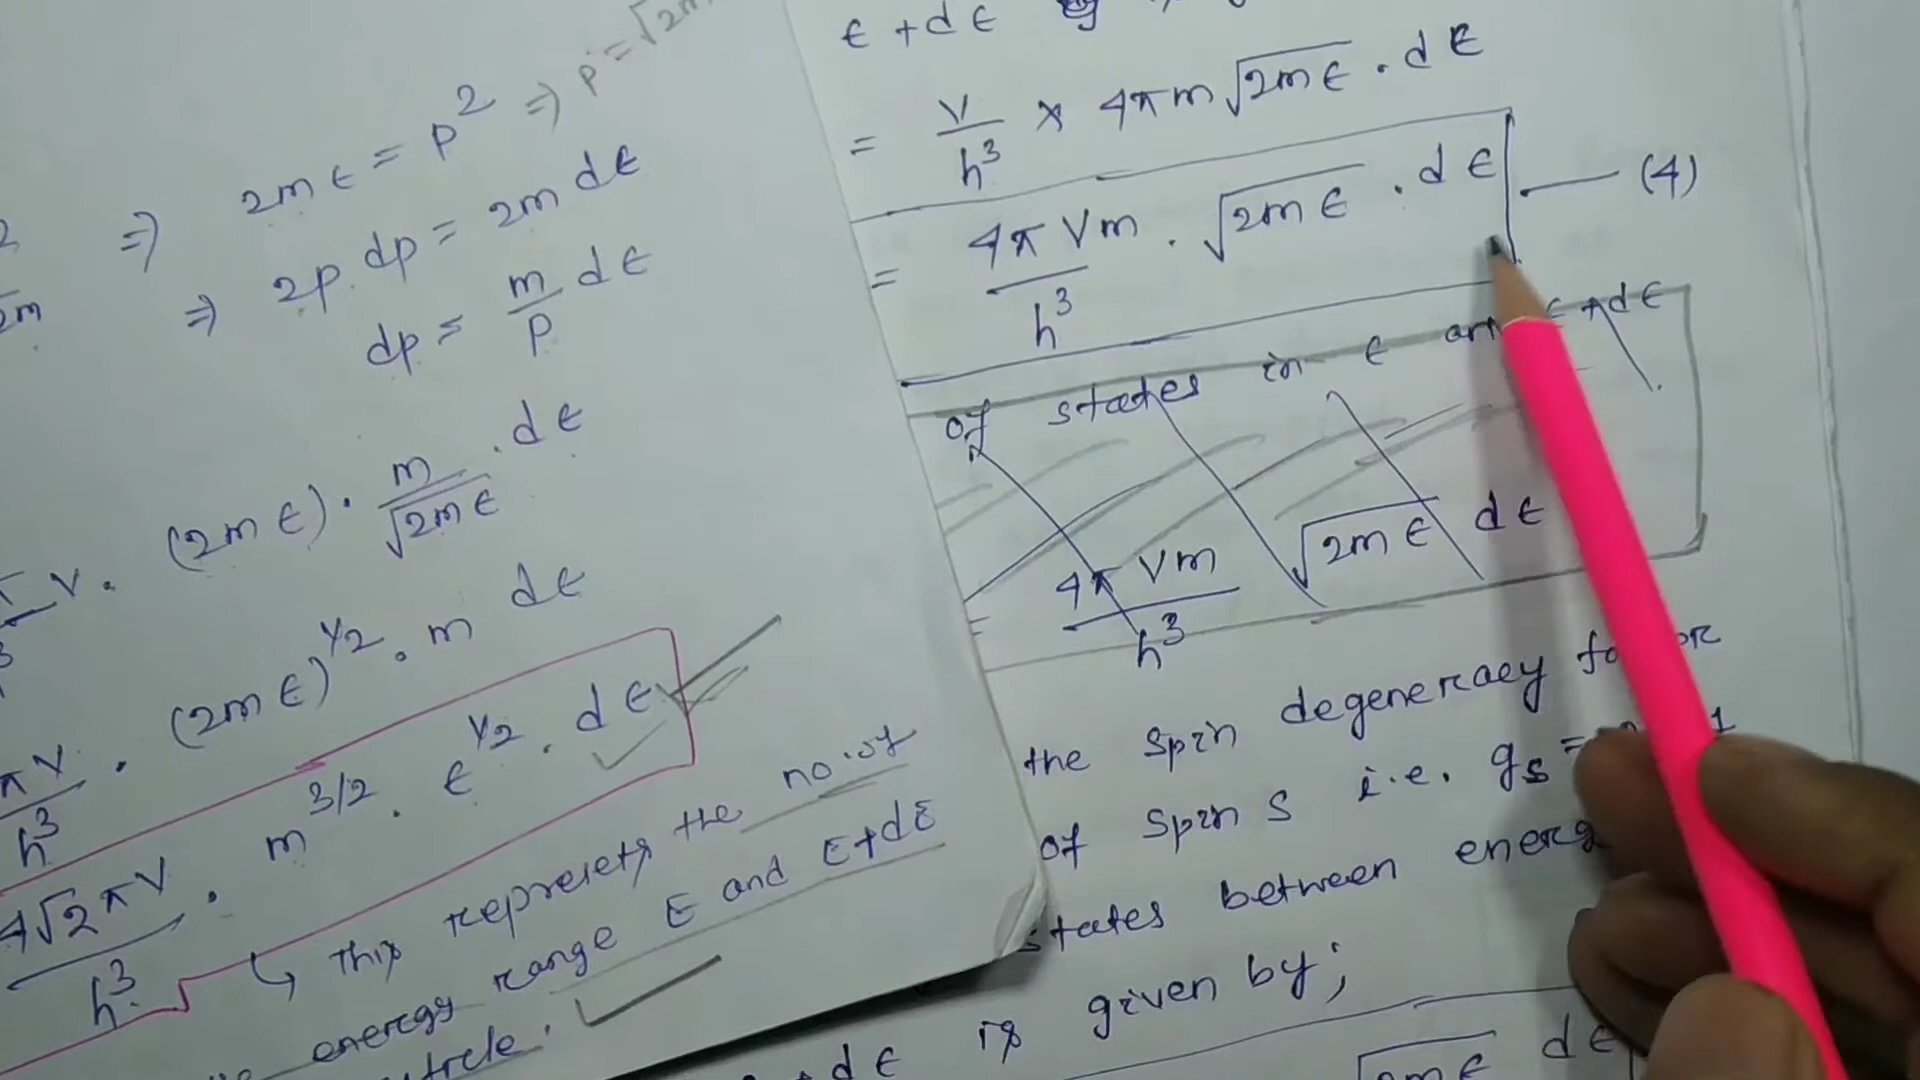 2mϵ = p² ⇒ p = √2m
⇒ 2p dp = 2m dϵ
dp = m/p dϵ
V . (2mϵ) . m/√2mϵ . dϵ
πV/h³ . (2mϵ)^1/2 . m dϵ
4√2πV/h³ . m^3/2 . ϵ^1/2 . dϵ
↳ This represents the no. of
energy range E and E+dE
ϵ + dϵ
= V/h³ × 4πm√2mϵ . dϵ
= 4πVm/h³ . √2mϵ . dϵ — (4)
of states in ϵ and ϵ+dϵ
= 4πVm/h³ √2mϵ dϵ
the spin degeneracy
of spin s i.e. gs =
states between
+ dϵ is given by;
√2mϵ dϵ